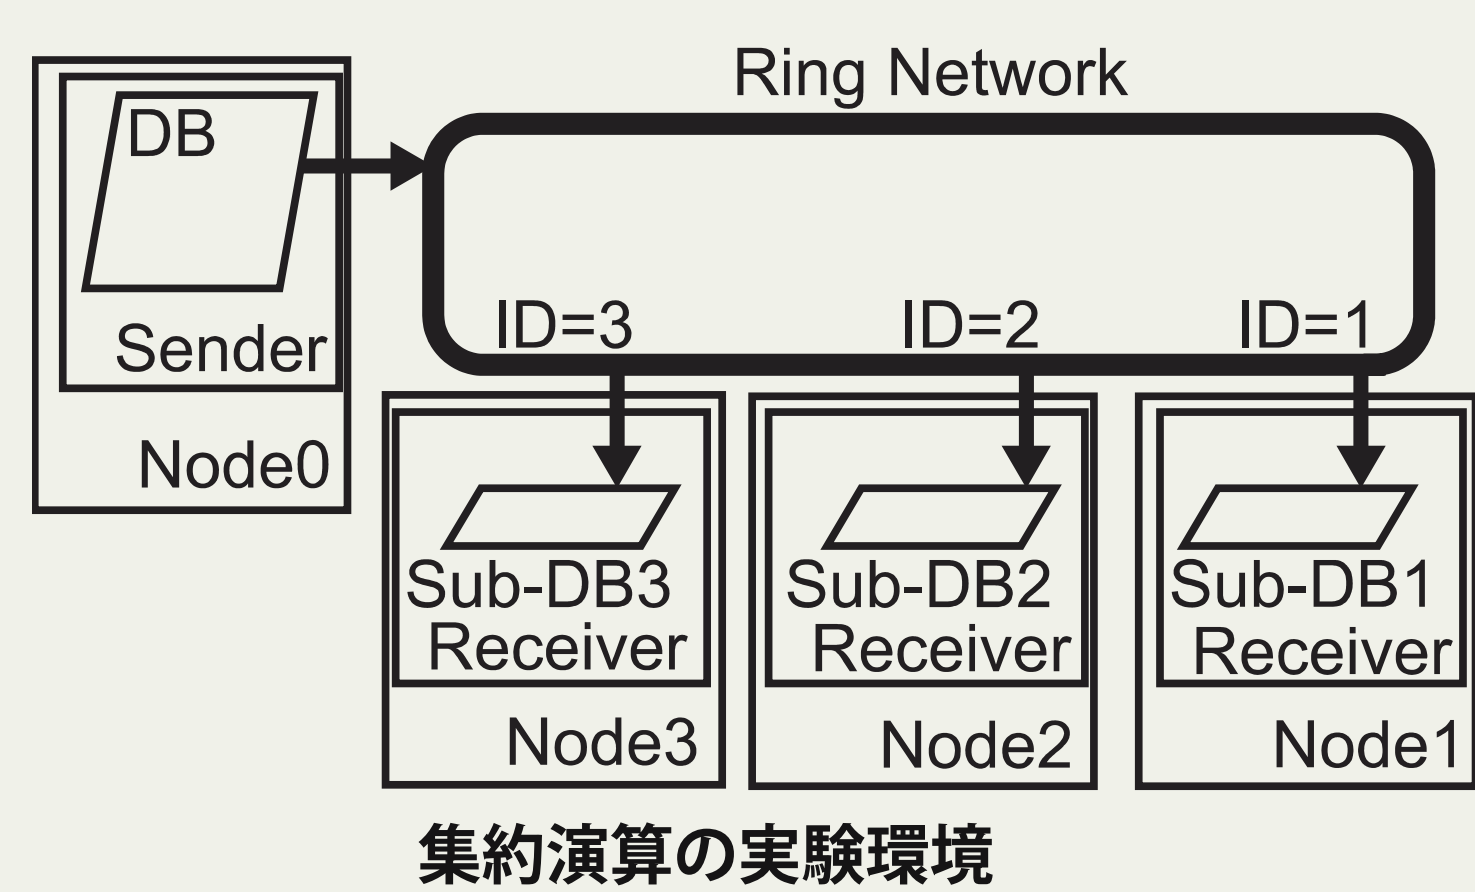 Ring Network
DB
Sender
Node0
ID=3
ID=2
ID=1
Sub-DB3
Receiver
Node3
Sub-DB2
Receiver
Node2
Sub-DB1
Receiver
Node1
集約演算の実験環境